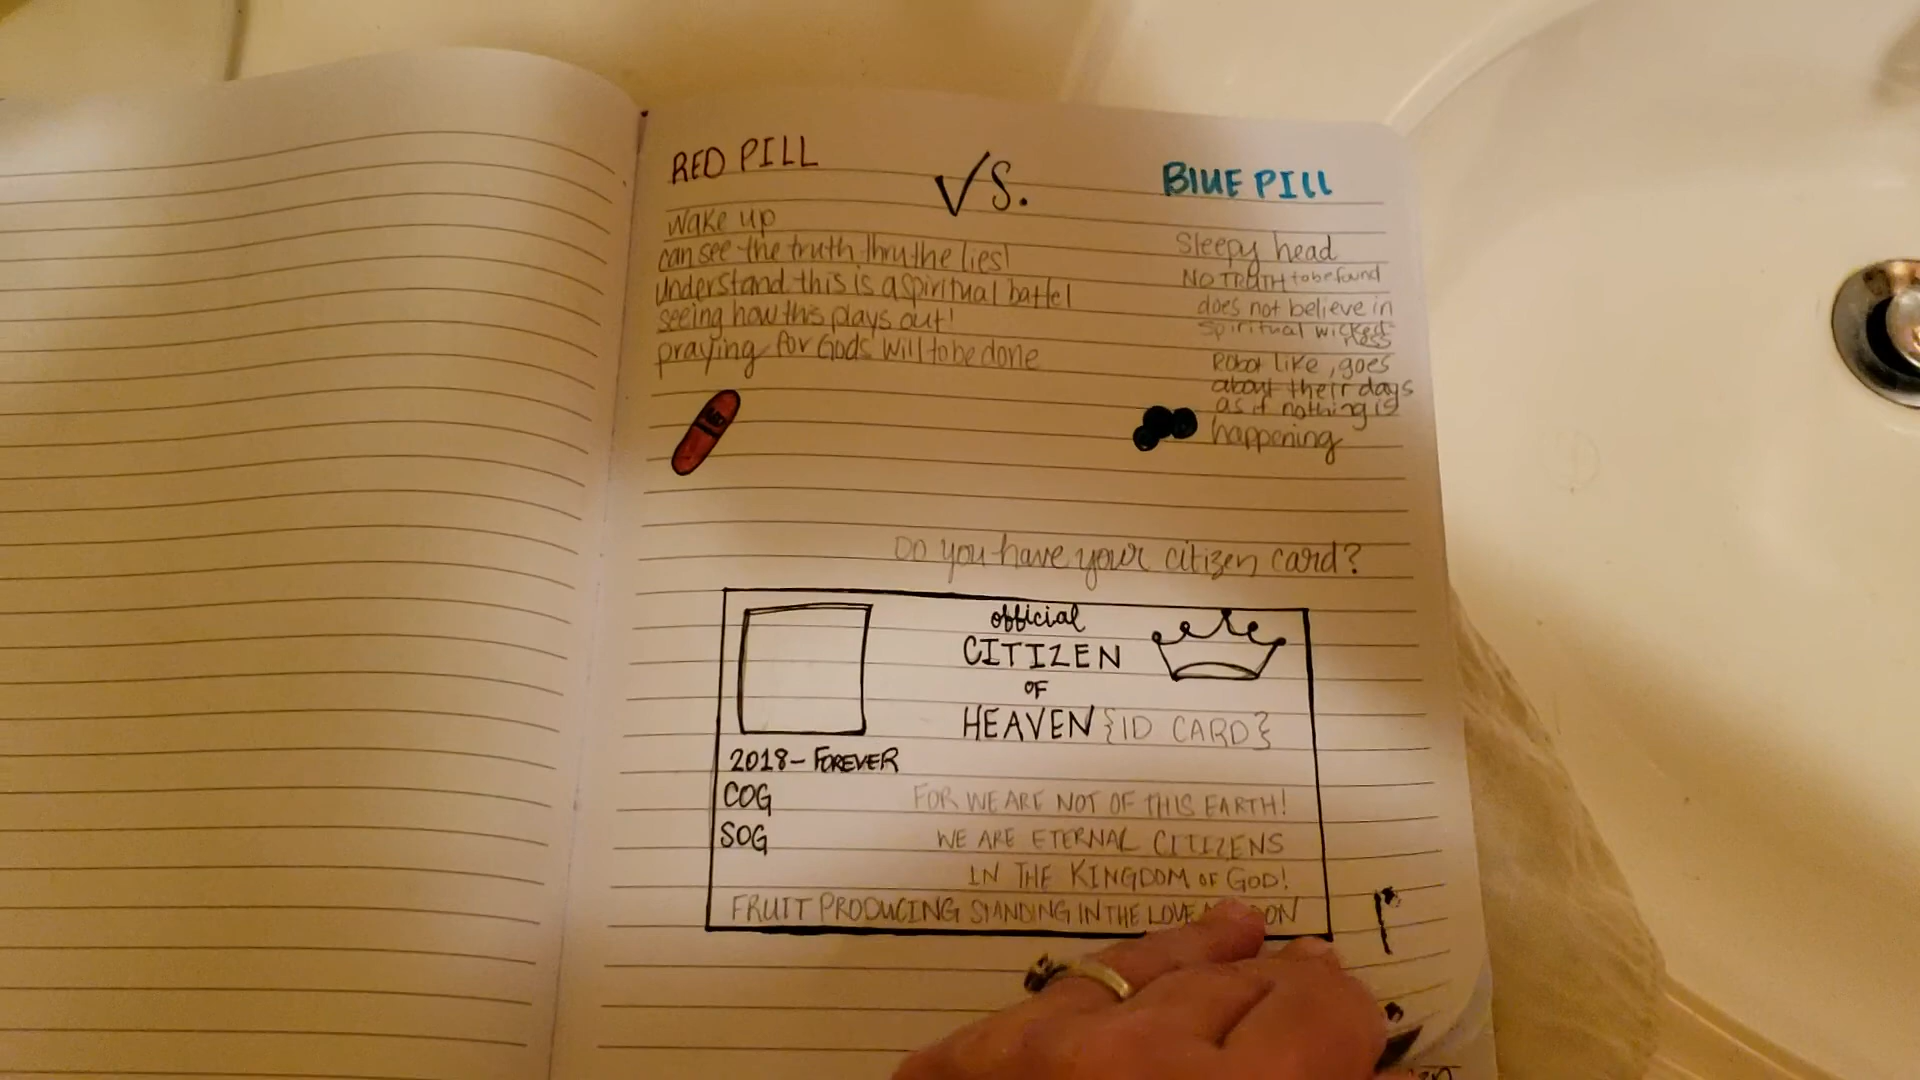 RED PILL
VS.
BLUE PILL
wake up
can see the truth thru the lies!
understand this is a spiritual battel
seeing how this plays out!
praying for Gods will to be done
Sleepy head
NO TRUTH to be found
does not believe in
spiritual wickedness
Robot like, goes
about their days
as if nothing is
happening
RED
Do you have your citizen card?
official
CITIZEN
OF
HEAVEN {ID CARD}
2018-FOREVER
COG
SOG
FOR WE ARE NOT OF THIS EARTH!
WE ARE ETERNAL CITIZENS
IN THE KINGDOM OF GOD!
FRUIT PRODUCING STANDING IN THE LOVE